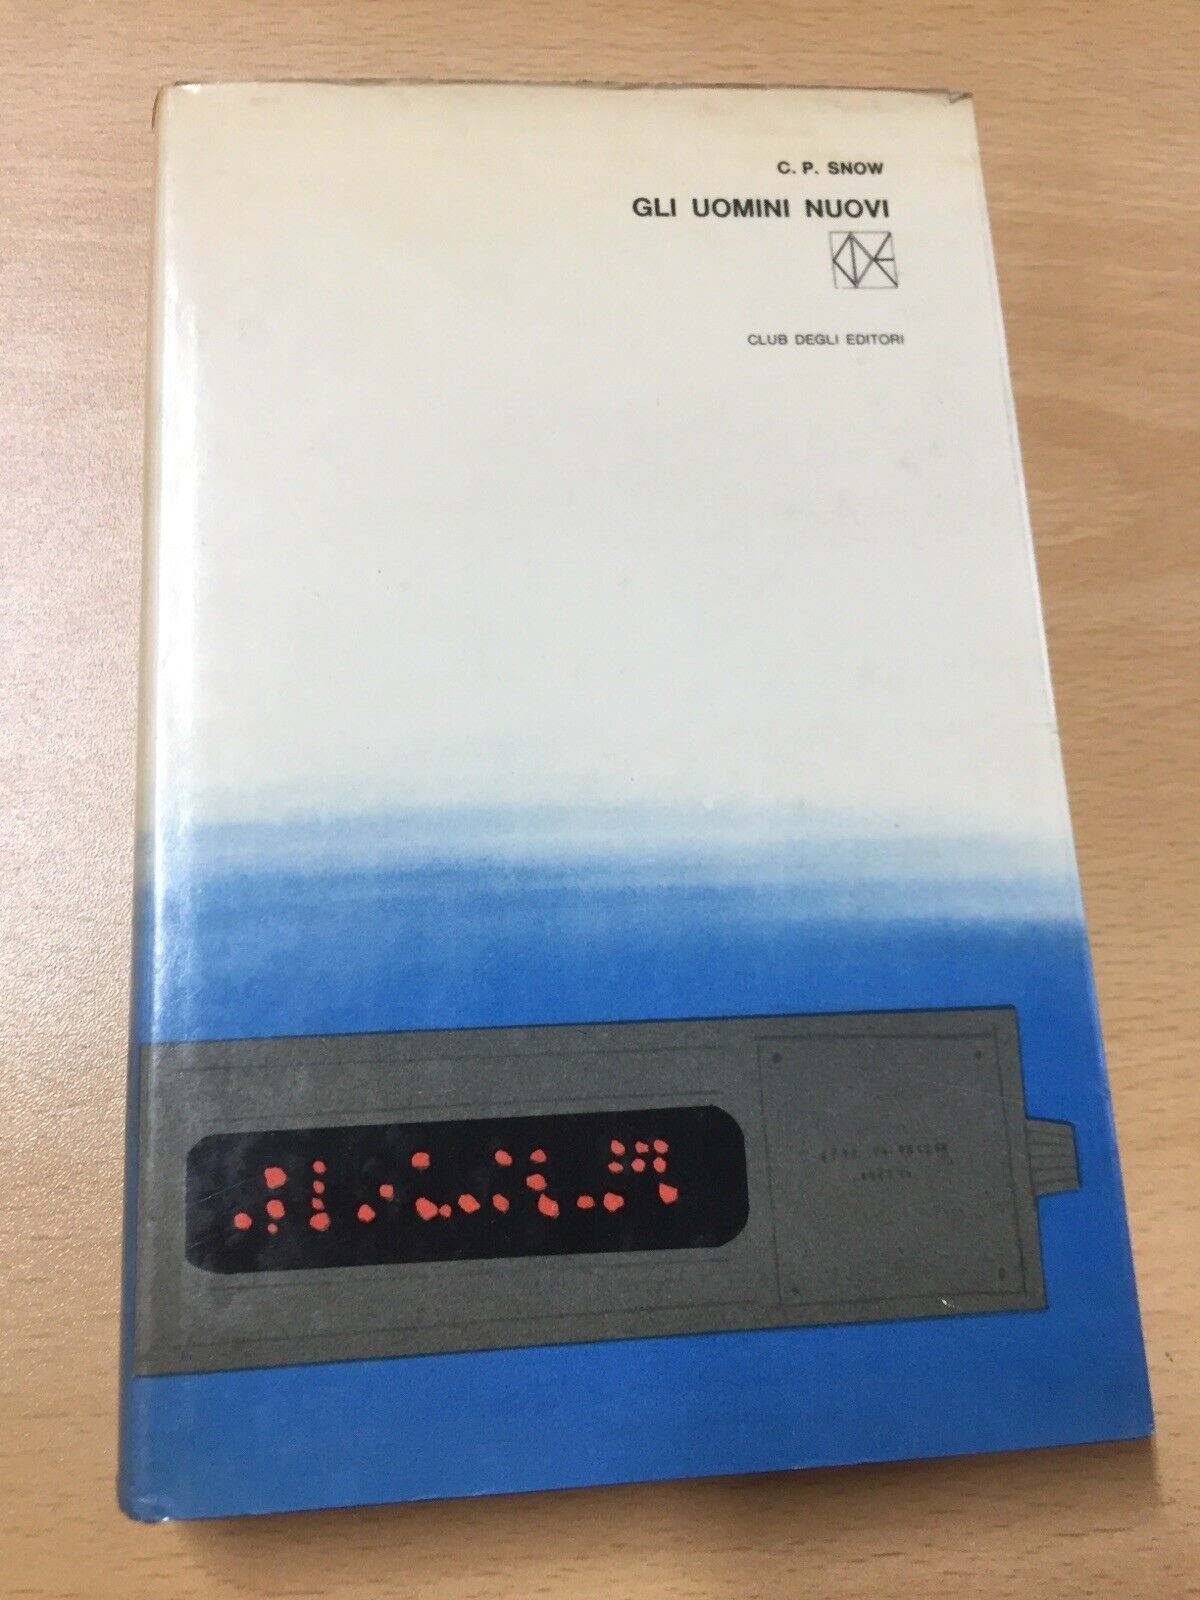 C. P. SNOW
GLI UOMINI NUOVI
CLUB DEGLI EDITORI